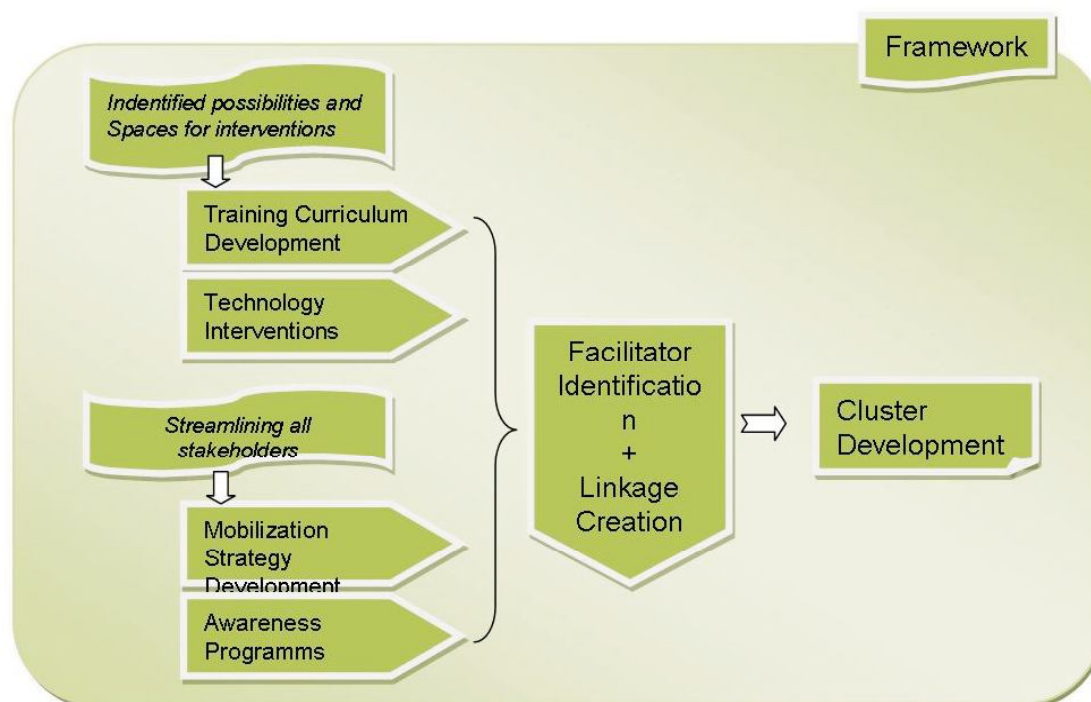 Framework
Indentified possibilities and
Spaces for interventions
Training Curriculum
Development
Technology
Interventions
Streamlining all
stakeholders
Mobilization
Strategy
Development
Awareness
Programms
Facilitator
Identificatio
n
+
Linkage
Creation
Cluster
Development